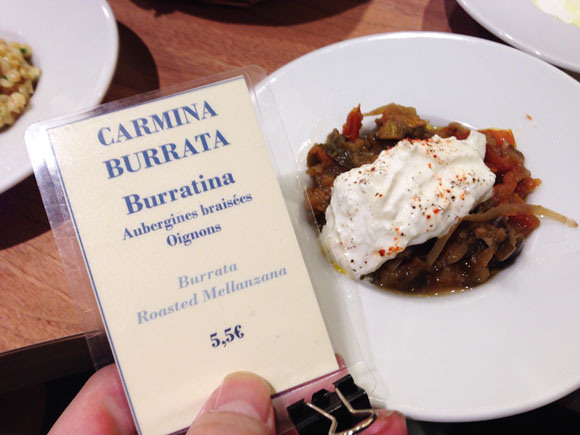 CARMINA
BURRATA
Burratina
Aubergines braisées
Oignons
Burrata
Roasted Mellanzana
5,5€